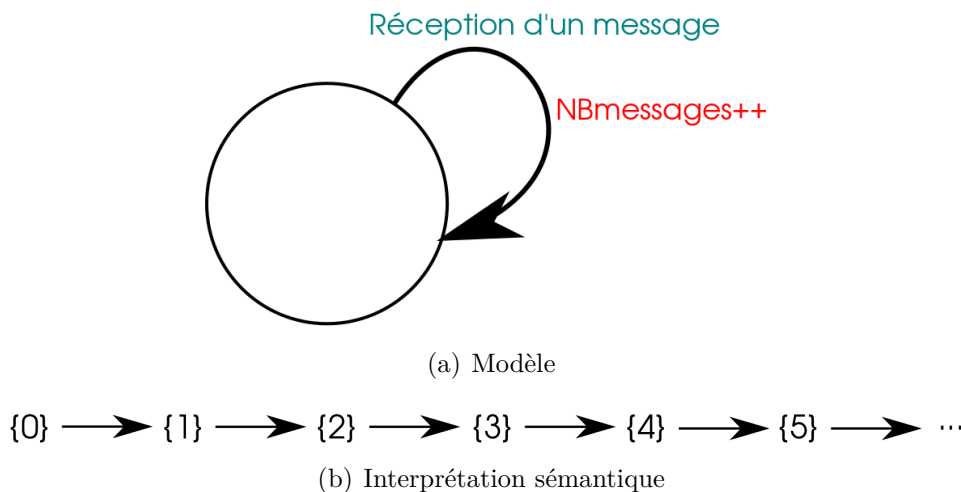 Réception d'un message
NBmessages++
(a) Modèle
{0} {1} {2} {3} {4} {5} ...
(b) Interprétation sémantique